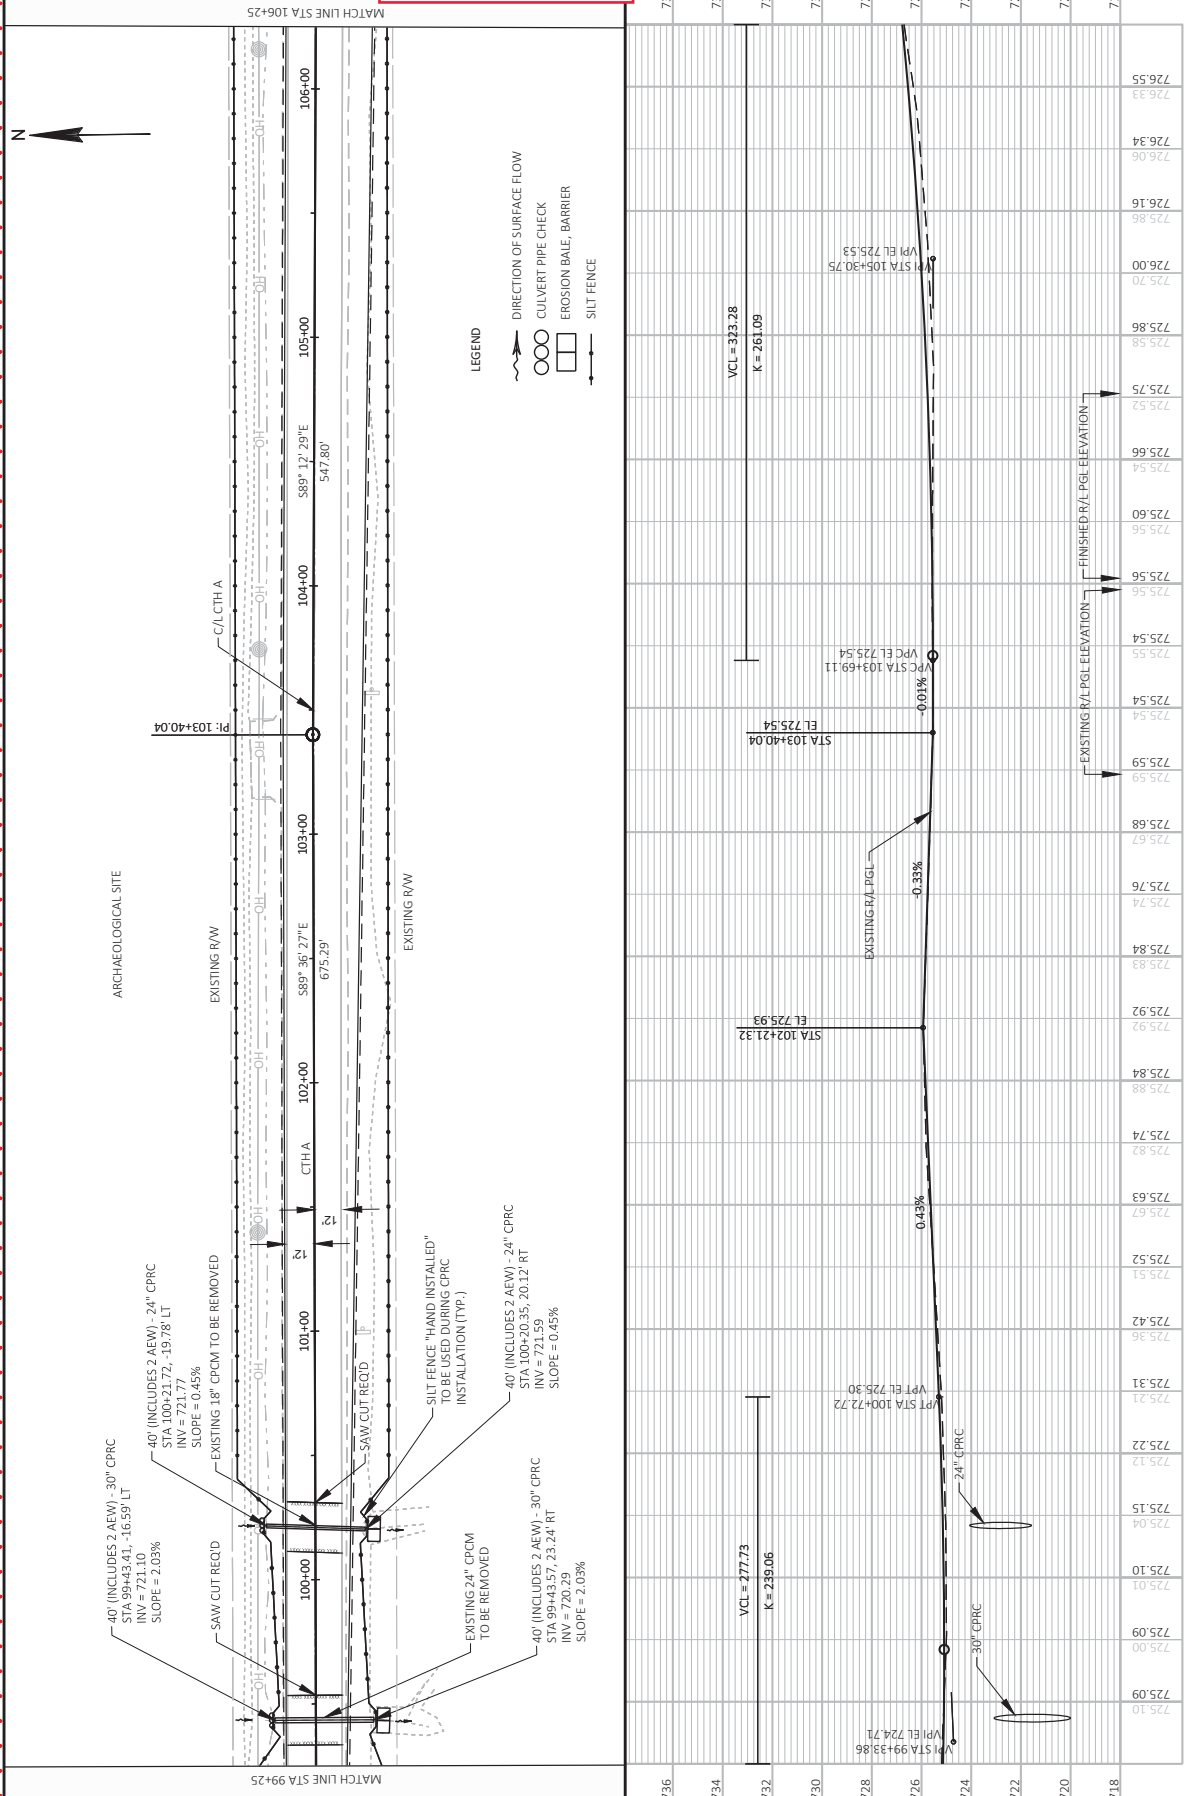 MATCH LINE STA 106+25
N
106+00
105+00
104+00
103+00
102+00
101+00
100+00
LEGEND
DIRECTION OF SURFACE FLOW
CULVERT PIPE CHECK
EROSION BALE, BARRIER
SILT FENCE
S89° 12' 29"E
547.80'
C/L CTH A
PI: 103+40.04
ARCHAEOLOGICAL SITE
EXISTING R/W
EXISTING R/W
S89° 36' 27"E
675.29'
CTH A
12'
12'
HO
HO
HO
HO
HO
HO
HO
HO
HO
HO
40' (INCLUDES 2 AEW) - 24" CPRC
STA 100+21.72, -19.78' LT
INV = 721.77
SLOPE = 0.45%
EXISTING 18" CPCM TO BE REMOVED
40' (INCLUDES 2 AEW) - 30" CPRC
STA 99+43.41, -16.59' LT
INV = 721.10
SLOPE = 2.03%
SAW CUT REQ'D
SAW CUT REQ'D
SILT FENCE "HAND INSTALLED"
TO BE USED DURING CPRC
INSTALLATION (TYP.)
40' (INCLUDES 2 AEW) - 24" CPRC
STA 100+20.35, 20.12' RT
INV = 721.59
SLOPE = 0.45%
EXISTING 24" CPCM
TO BE REMOVED
40' (INCLUDES 2 AEW) - 30" CPRC
STA 99+43.57, 23.24' RT
INV = 720.29
SLOPE = 2.03%
MATCH LINE STA 99+25
VCL = 323.28
K = 261.09
VPI STA 105+30.75
VPI EL 725.53
VPC STA 103+69.11
VPC EL 725.54
-0.01%
STA 103+40.04
EL 725.54
EXISTING R/L PGL
-0.33%
STA 102+21.32
EL 725.93
0.43%
VPT STA 100+72.72
VPT EL 725.30
24" CPRC
VCL = 277.73
K = 239.06
30" CPRC
VPI STA 99+33.86
VPI EL 724.71
FINISHED R/L PGL ELEVATION
EXISTING R/L PGL ELEVATION
726.55
726.33
726.34
726.06
726.16
725.86
726.00
725.70
725.86
725.58
725.75
725.52
725.66
725.54
725.60
725.56
725.56
725.56
725.54
725.55
725.54
725.54
725.59
725.59
725.68
725.67
725.76
725.74
725.84
725.83
725.92
725.92
725.84
725.88
725.74
725.82
725.63
725.67
725.52
725.51
725.42
725.36
725.31
725.21
725.22
725.12
725.15
725.04
725.10
725.01
725.09
725.00
725.09
725.10
736
734
732
730
728
726
724
722
720
718